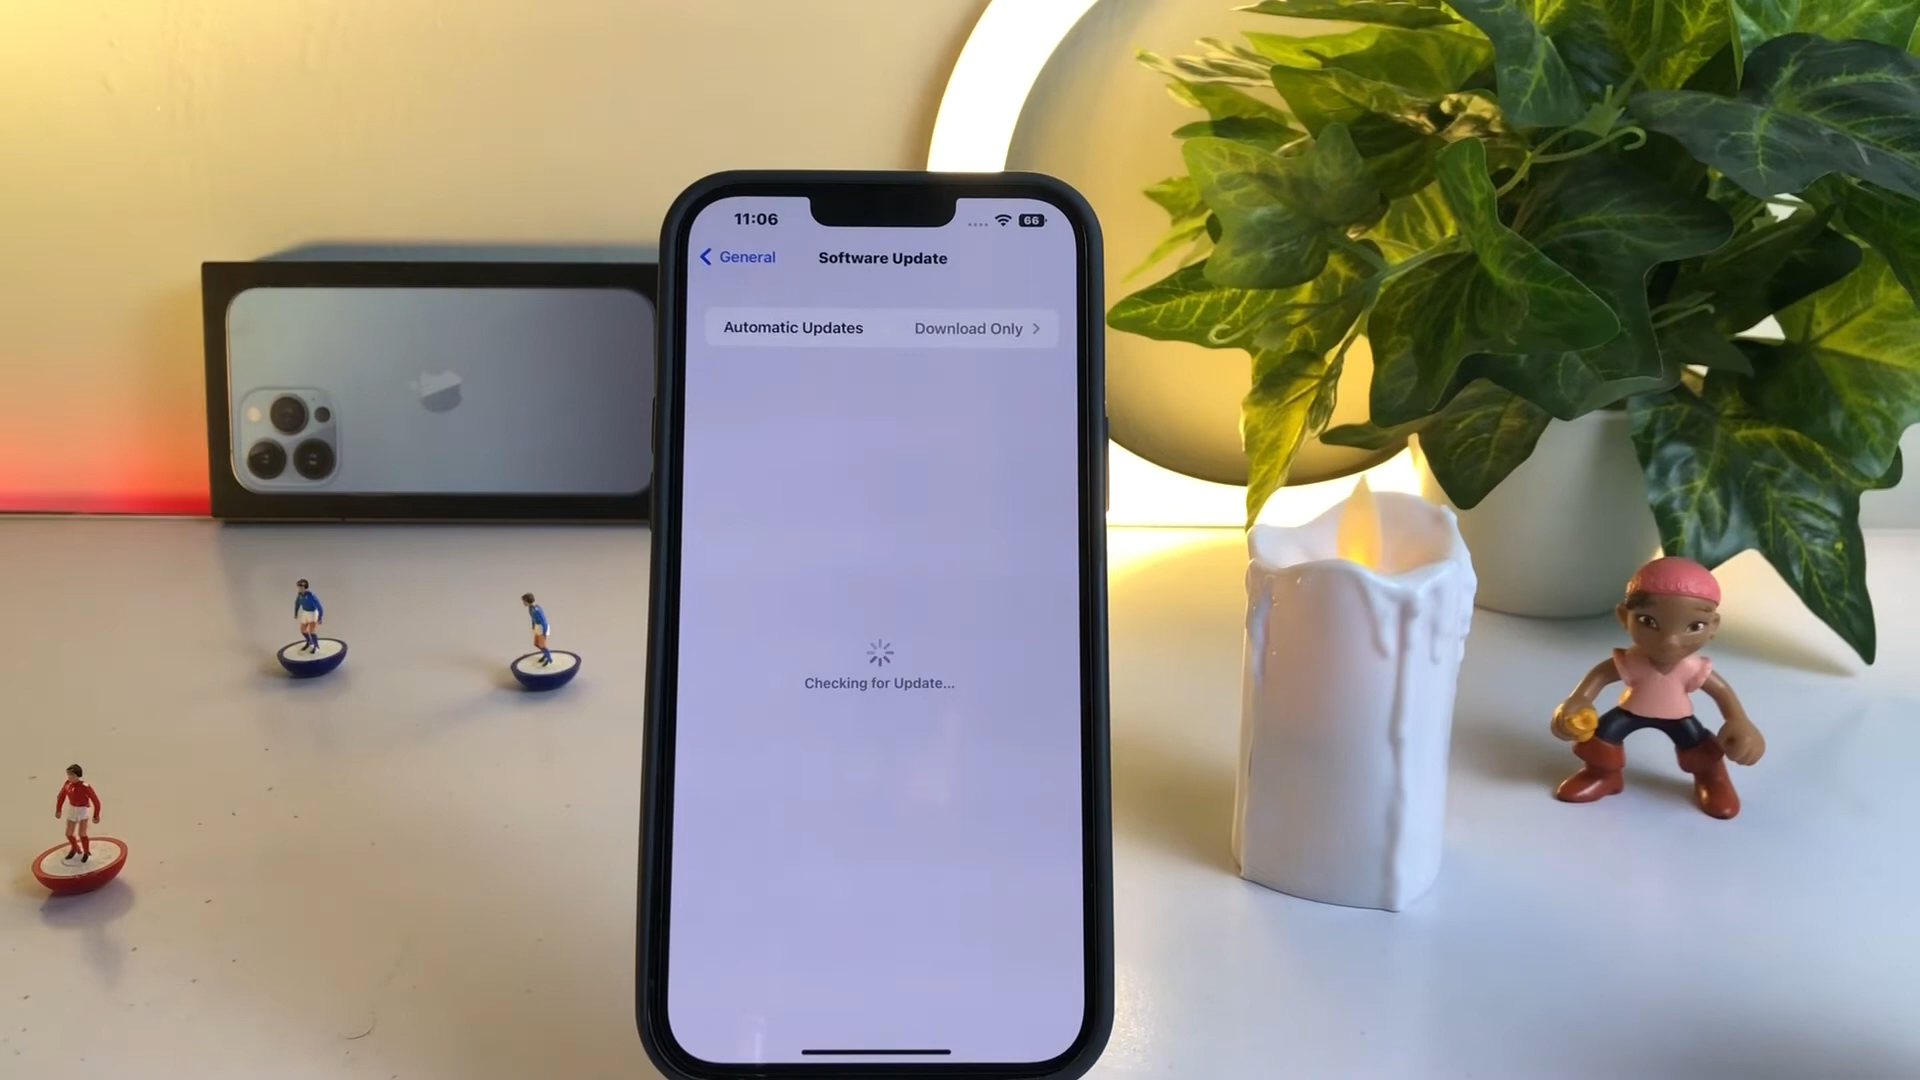 11:06
66
General
Software Update
Automatic Updates
Download Only
Checking for Update...